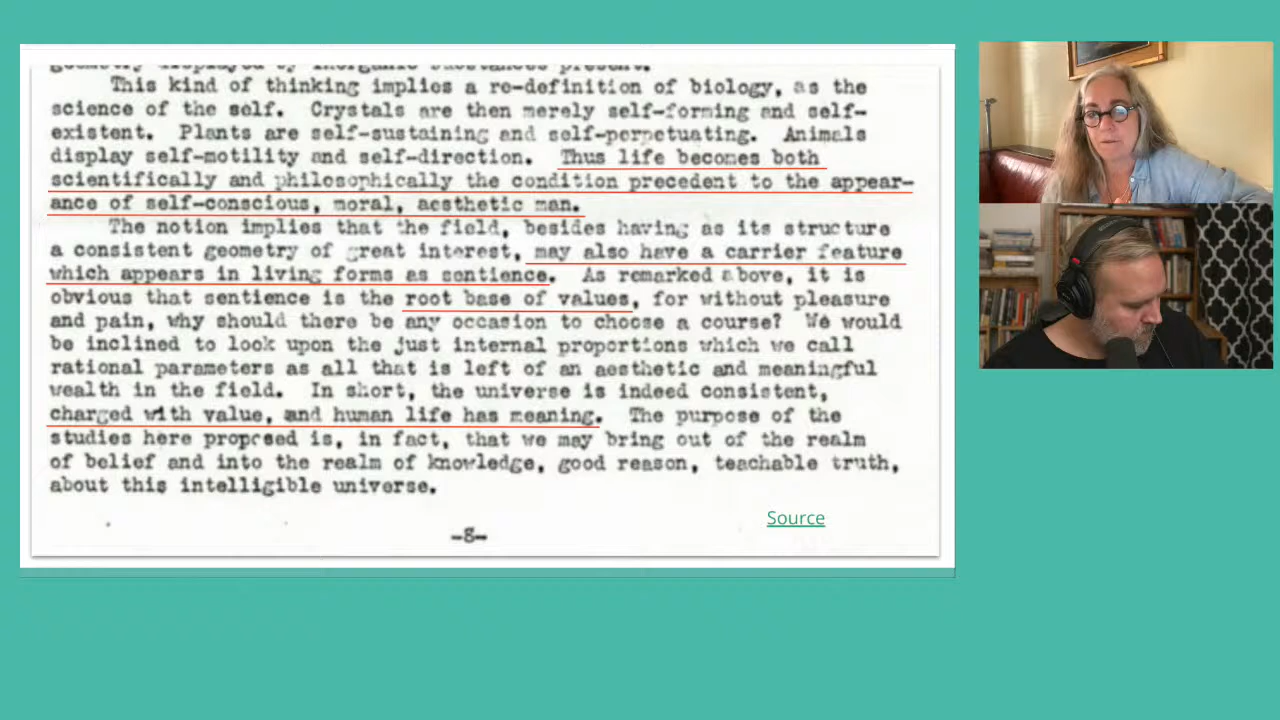 This kind of thinking implies a re-definition of biology, as the
science of the self. Crystals are then merely self-forming and self-
existent. Plants are self-sustaining and self-perpetuating. Animals
display self-motility and self-direction. Thus life becomes both
scientifically and philosophically the condition precedent to the appear-
ance of self-conscious, moral, aesthetic man.
The notion implies that the field, besides having as its structure
a consistent geometry of great interest, may also have a carrier feature
which appears in living forms as sentience. As remarked above, it is
obvious that sentience is the root base of values, for without pleasure
and pain, why should there be any occasion to choose a course? We would
be inclined to look upon the just internal proportions which we call
rational parameters as all that is left of an aesthetic and meaningful
wealth in the field. In short, the universe is indeed consistent,
charged with value, and human life has meaning. The purpose of the
studies here proposed is, in fact, that we may bring out of the realm
of belief and into the realm of knowledge, good reason, teachable truth,
about this intelligible universe.
Source
-8-